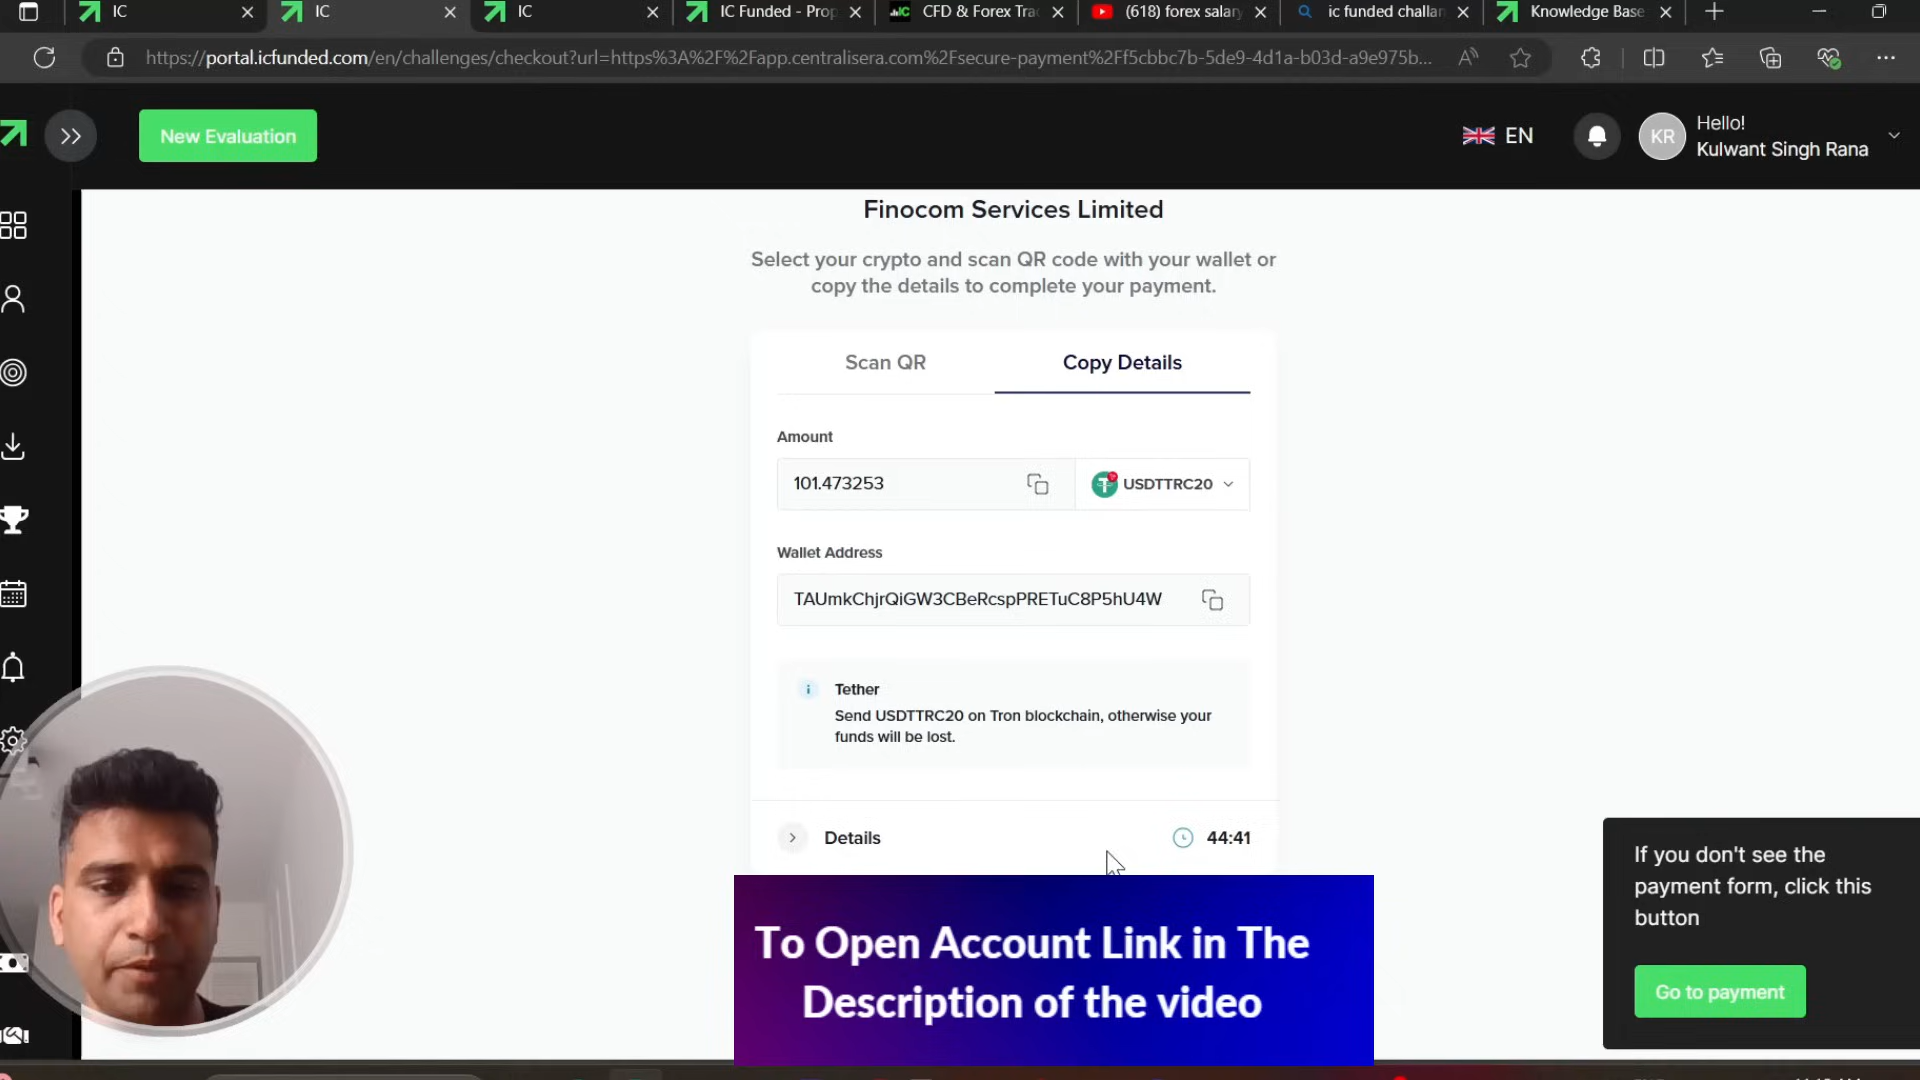 IC
IC
IC
IC Funded - Prop
CFD & Forex Tra
(618) forex salary
ic funded challan
Knowledge Base
https://portal.icfunded.com/en/challenges/checkout?url=https%3A%2F%2Fapp.centralisera.com%2Fsecure-payment%2Ff5cbbc7b-5de9-4d1a-b03d-a9e975b...
New Evaluation
EN
KR
Hello!
Kulwant Singh Rana
Finocom Services Limited
Select your crypto and scan QR code with your wallet or
copy the details to complete your payment.
Scan QR
Copy Details
Amount
101.473253
USDTTRC20
Wallet Address
TAUmkChjrQiGW3CBeRcspPRETuC8P5hU4W
Tether
Send USDTTRC20 on Tron blockchain, otherwise your
funds will be lost.
Details
44:41
If you don't see the
payment form, click this
button
Go to payment
To Open Account Link in The
Description of the video